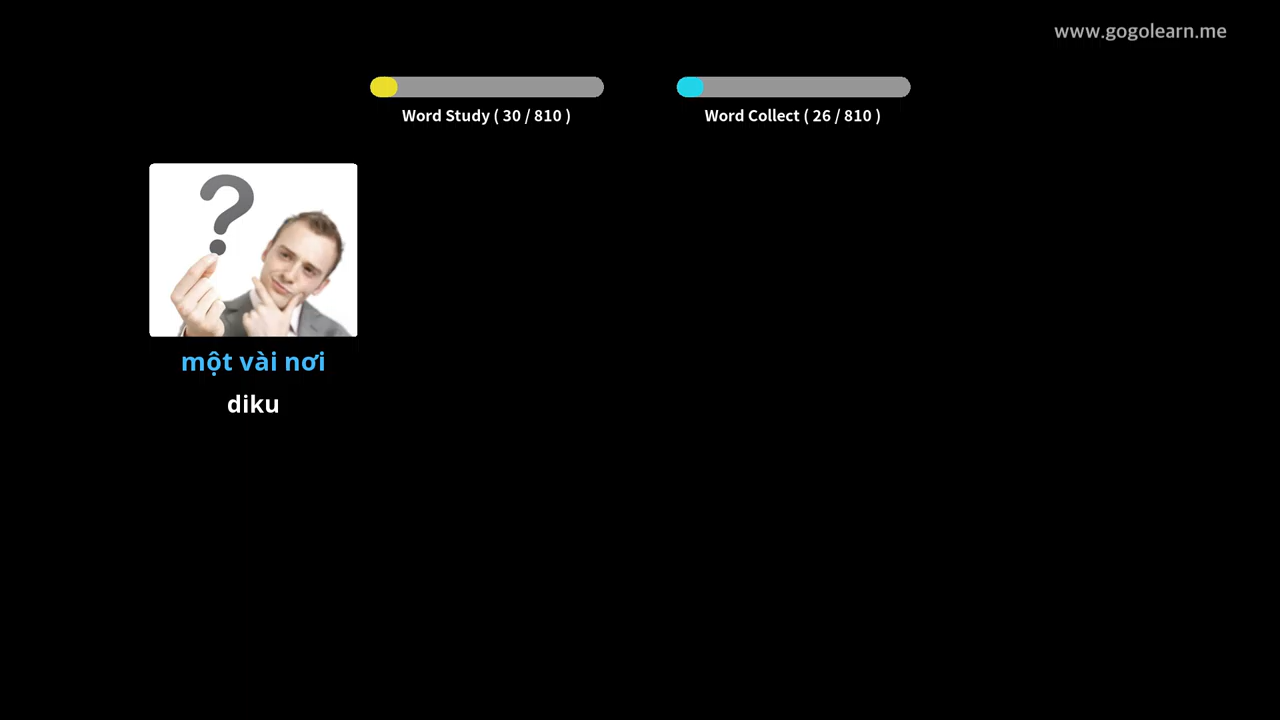 www.gogolearn.me
Word Study ( 30 / 810 )
Word Collect ( 26 / 810 )
?
một vài nơi
diku